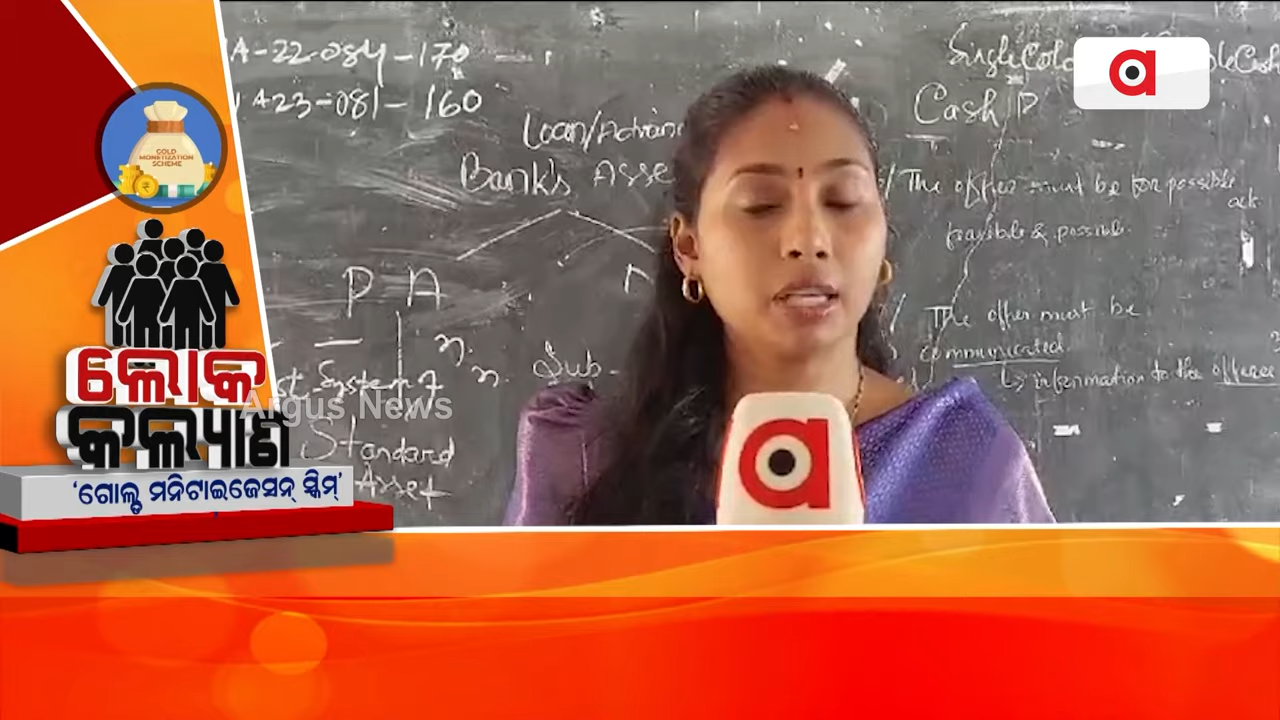 A-22-084-170
A23-081-160
Loan/Advan
Bank's Asse
P A
Sub-
Standard
Asset
Cash P
The offer must be for possible
feasible & possible.
The offer must be
communicated
information to the offeree
GOLD
MONETIZATION
SCHEME
ଲୋକ
କଲ୍ୟାଣ
'ଗୋଲ୍ଡ ମନିଟାଇଜେସନ୍ ସ୍କିମ୍'
Argus News
a
a